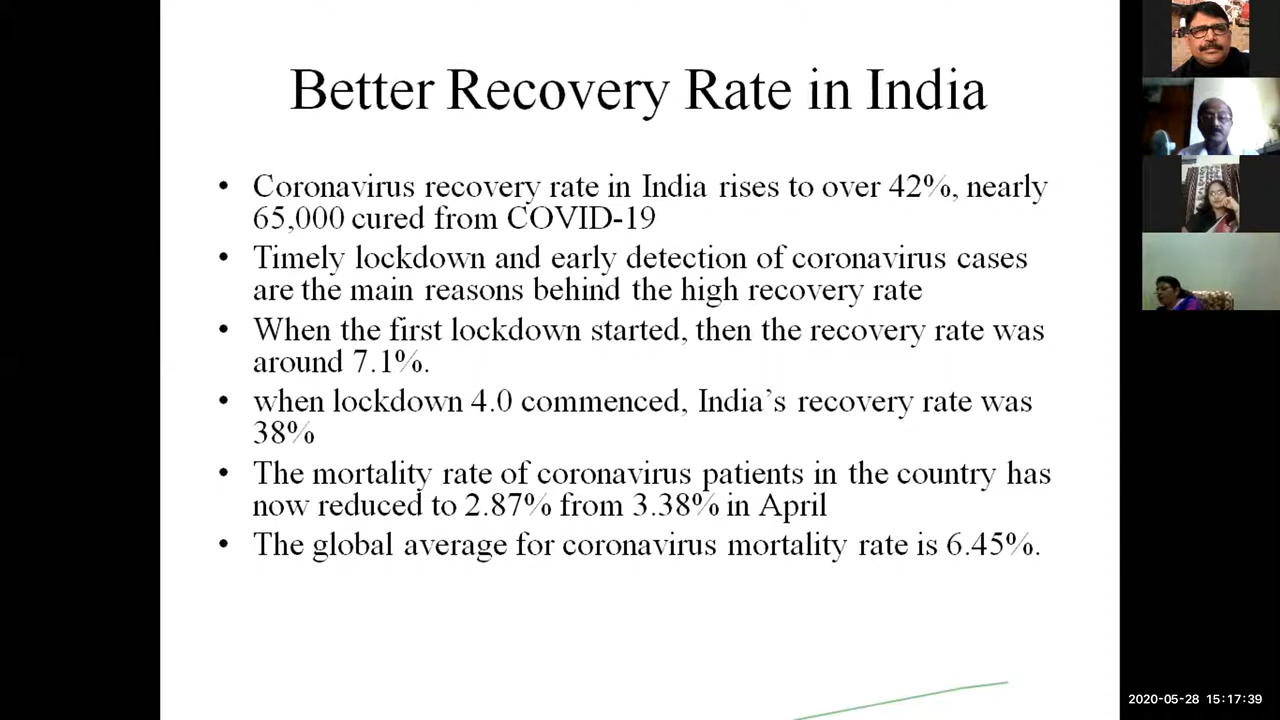 Better Recovery Rate in India
• Coronavirus recovery rate in India rises to over 42%, nearly
65,000 cured from COVID-19
• Timely lockdown and early detection of coronavirus cases
are the main reasons behind the high recovery rate
• When the first lockdown started, then the recovery rate was
around 7.1%.
• when lockdown 4.0 commenced, India’s recovery rate was
38%
• The mortality rate of coronavirus patients in the country has
now reduced to 2.87% from 3.38% in April
• The global average for coronavirus mortality rate is 6.45%.
2020-05-28 15:17:39